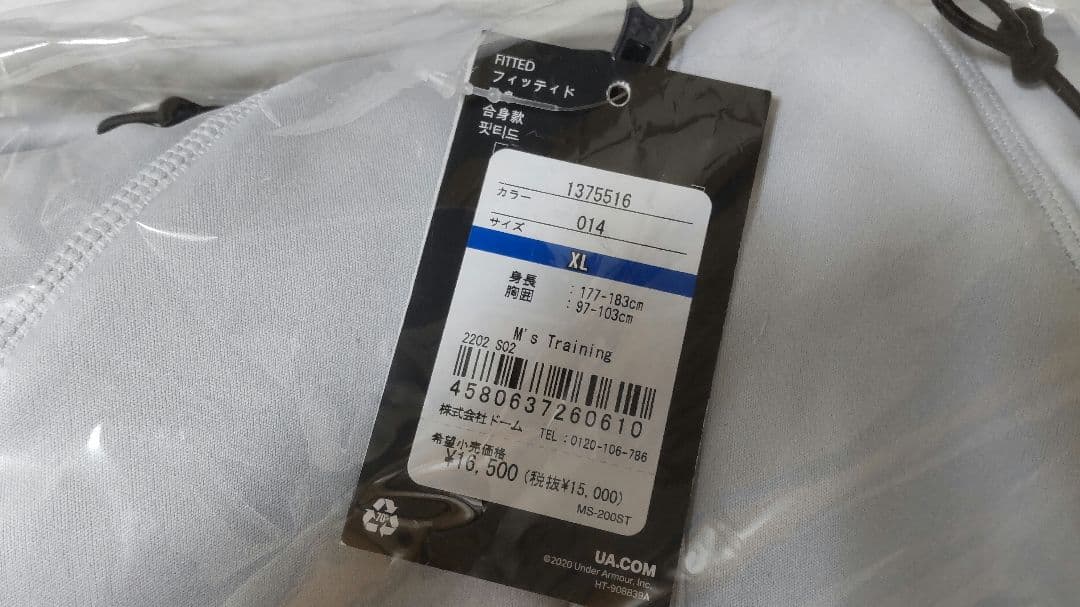 FITTED
フィッティド
合身款
핏티드
1375516
カラー
014
サイズ
XL
身長 : 177-183cm
胸囲 : 97-103cm
M's Training
2202 S02
4580637260610
株式会社ドーム TEL:0120-106-786
希望小売価格
¥16,500 (税抜¥15,000)
MS-200ST
UA.COM
©2020 Under Armour, Inc.
HT-908839A